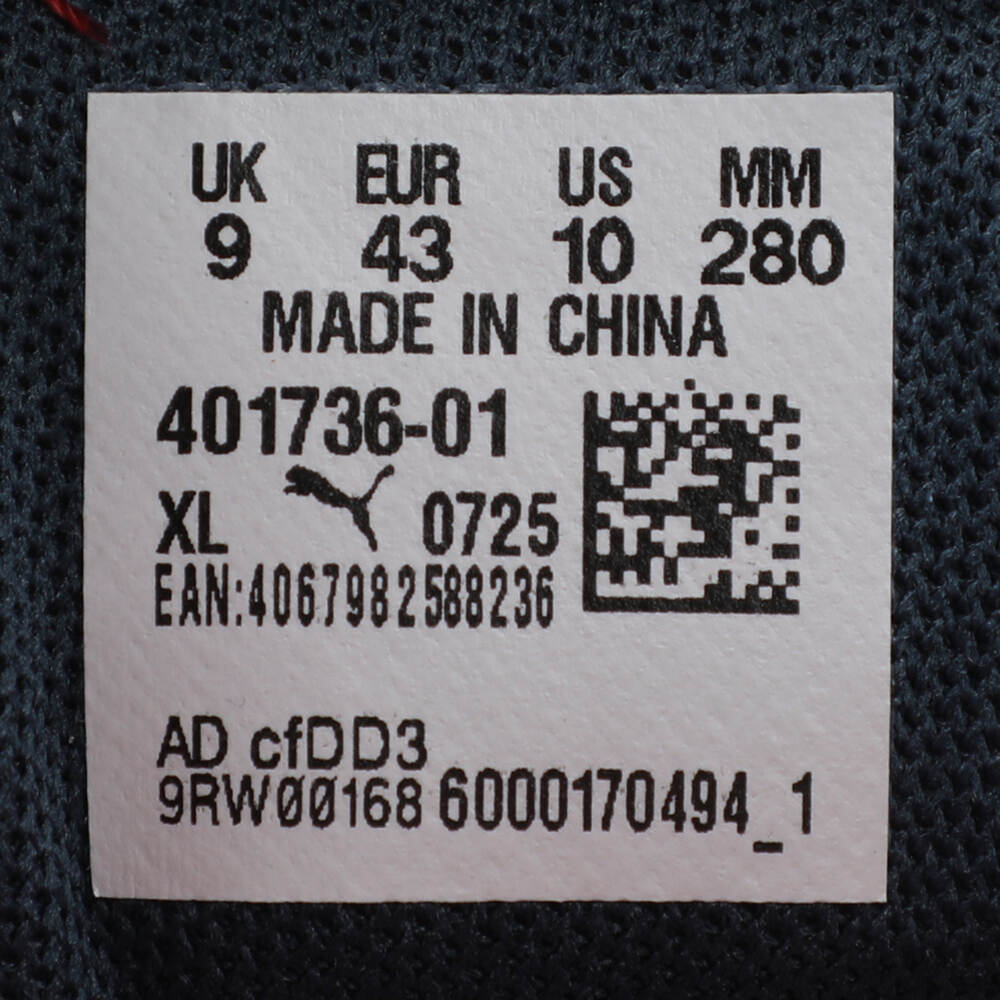 UK EUR US MM
9 43 10 280
MADE IN CHINA
401736-01
XL 0725
EAN:4067982588236
AD cfDD3
9RW00168 6000170494_1